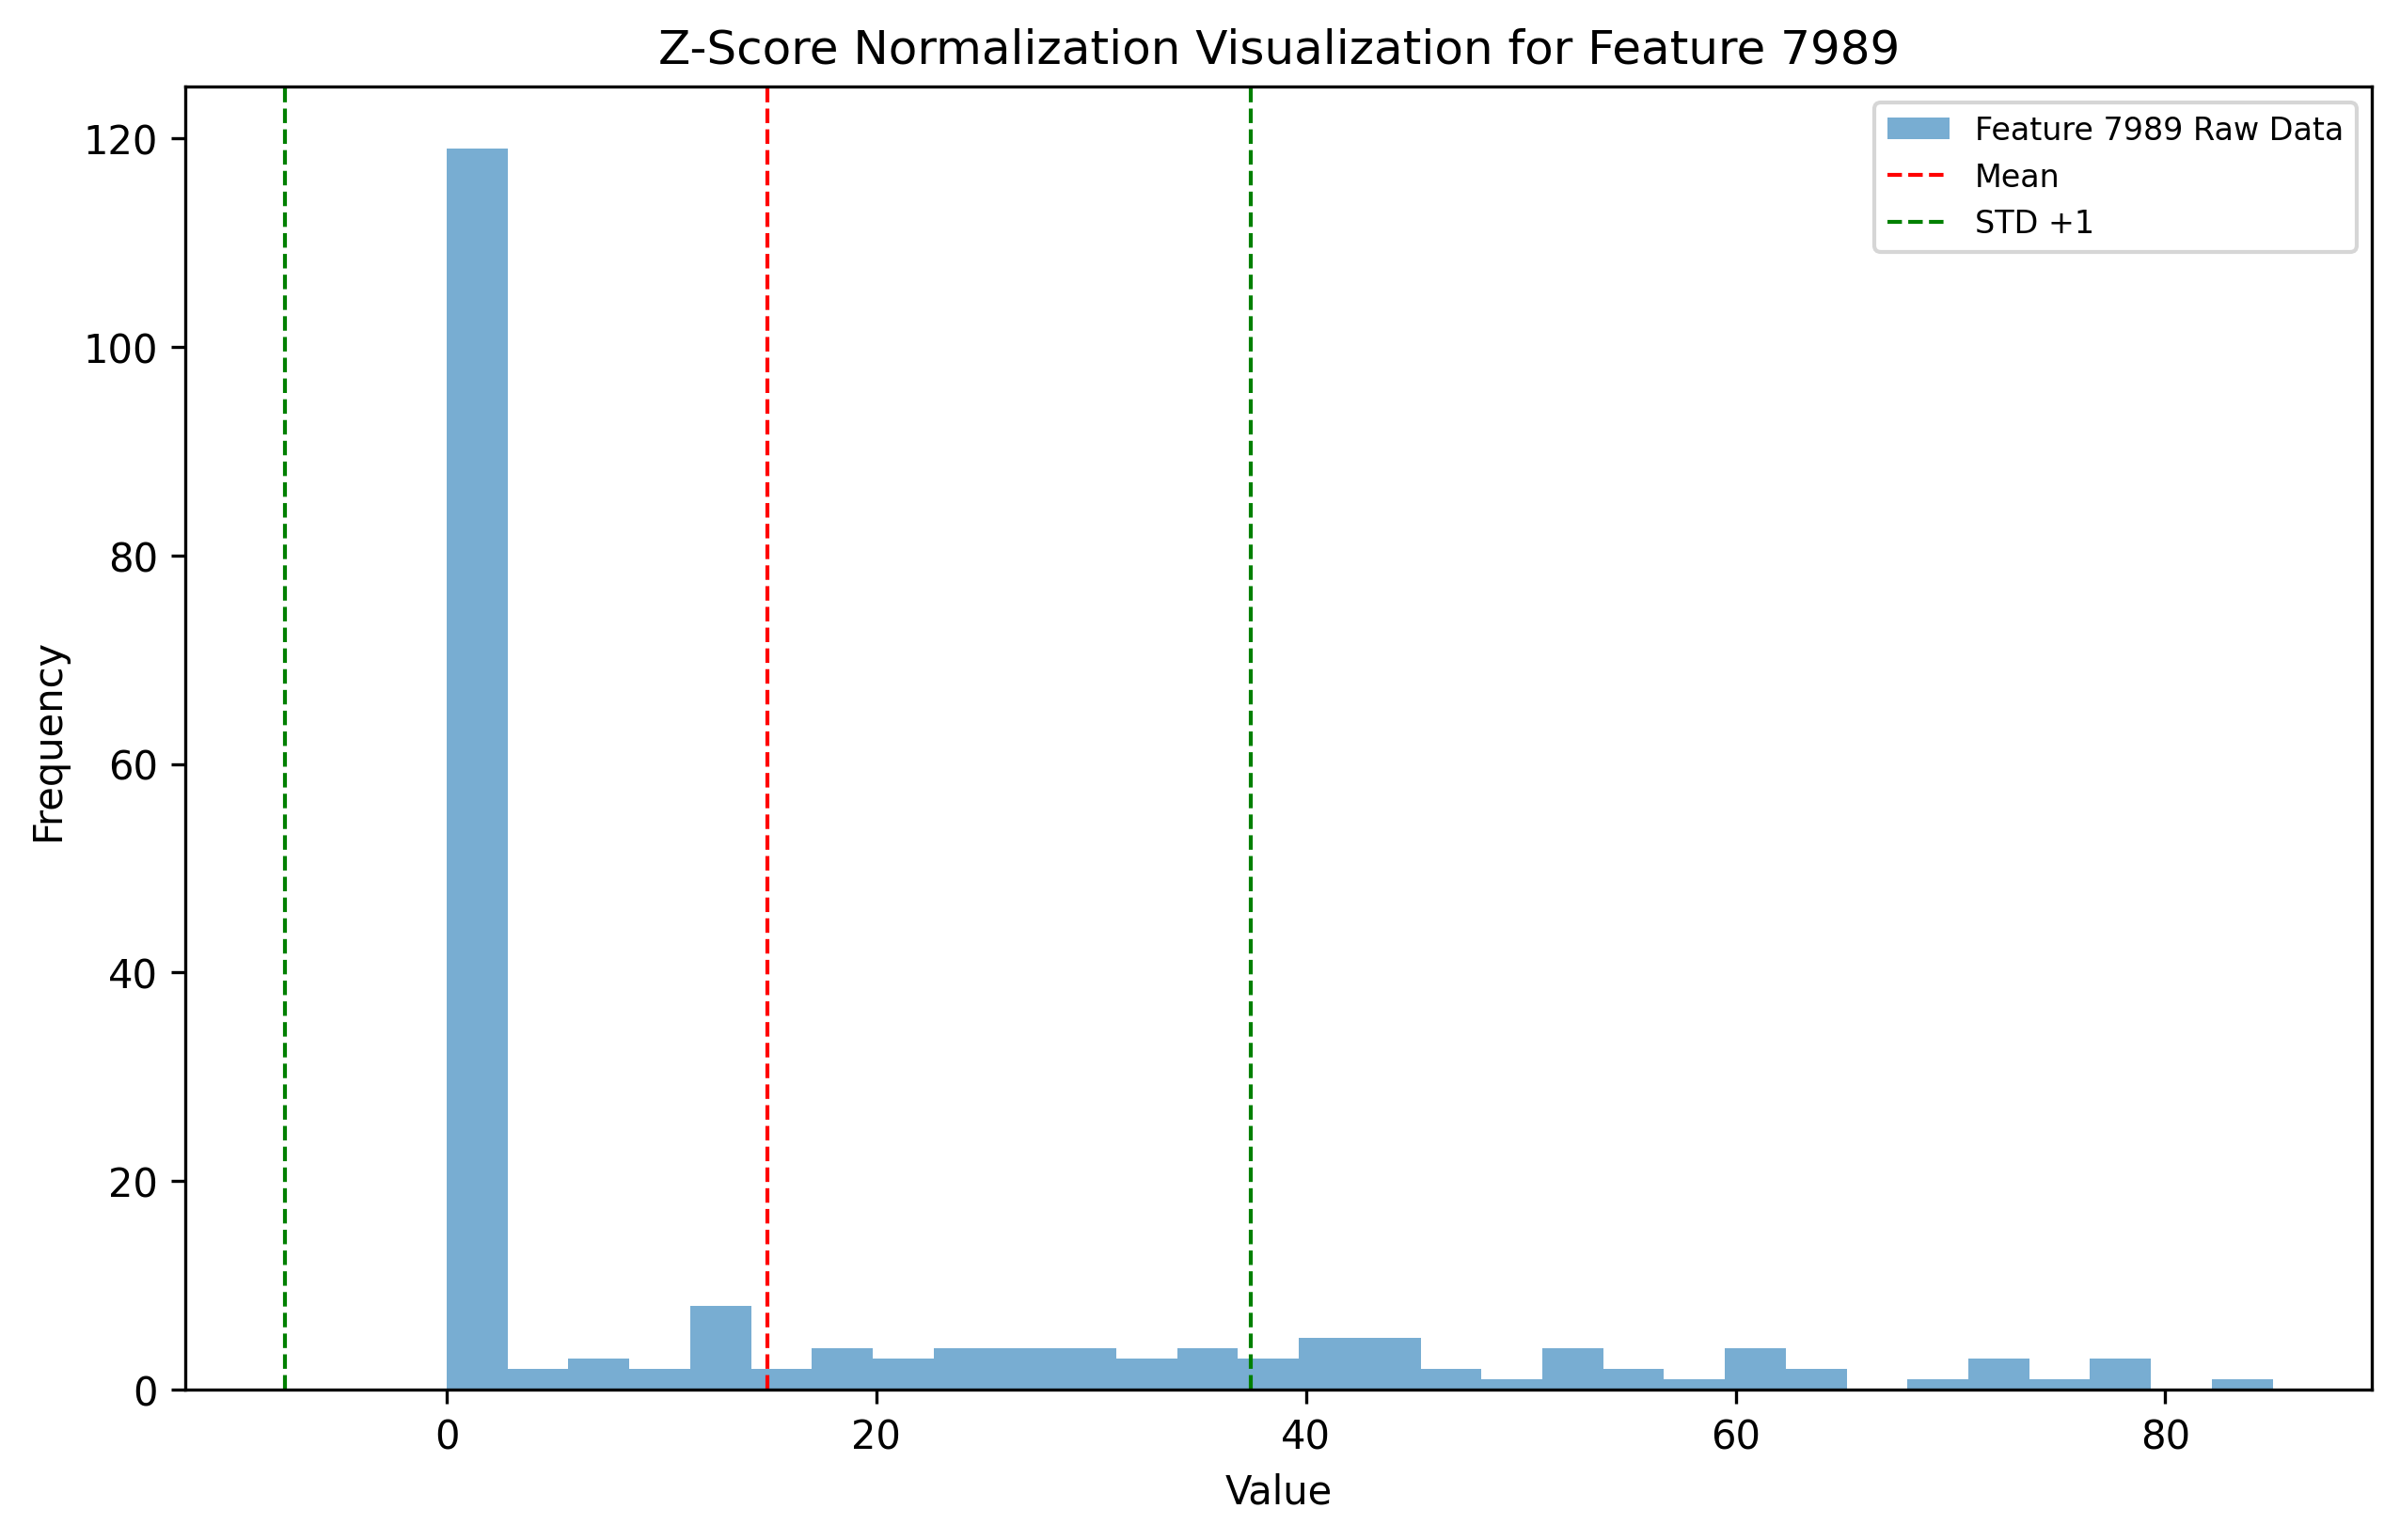 Z-Score Normalization Visualization for Feature 7989
Feature 7989 Raw Data
Mean
STD +1
120
100
80
60
40
20
0
Frequency
0 20 40 60 80
Value